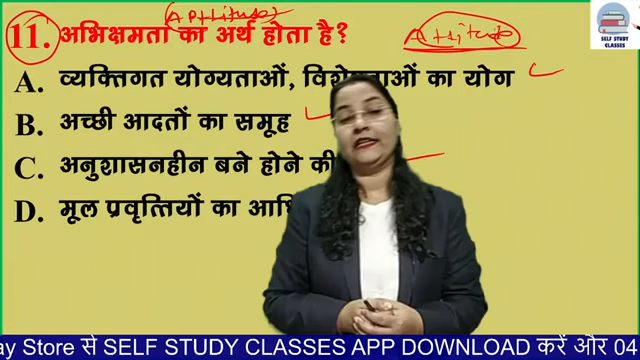 (Aptitude)
11. अभिक्षमता का अर्थ होता है?
Attitude
SELF STUDY
CLASSES
A. व्यक्तिगत योग्यताओं, विशेषताओं का योग
B. अच्छी आदतों का समूह
C. अनुशासनहीन बने होने की
D. मूल प्रवृत्तियों का
Store से SELF STUDY CLASSES APP DOWNLOAD करें और 04